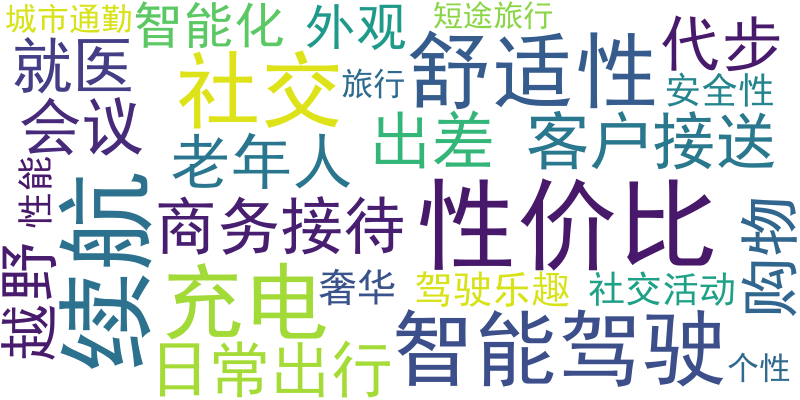 城市通勤
智能化
外观
短途旅行
代步
就医
社交
旅行
舒适性
安全性
会议
老年人
出差
客户接送
性能
续航
商务接待
性价比
购物
越野
充电
奢华
驾驶乐趣
社交活动
日常出行
智能驾驶
个性